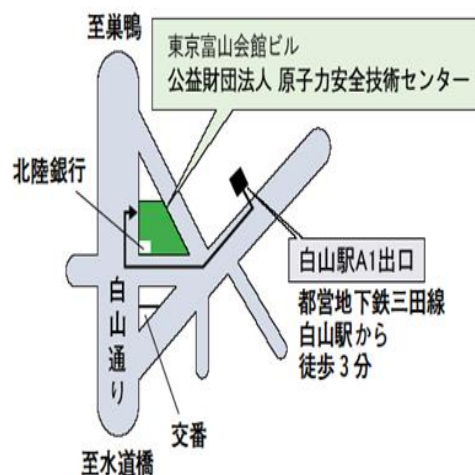 至巣鴨
東京富山会館ビル
公益財団法人 原子力安全技術センター
北陸銀行
白山駅A1出口
都営地下鉄三田線
白山駅から
徒歩3分
白山通り
交番
至水道橋